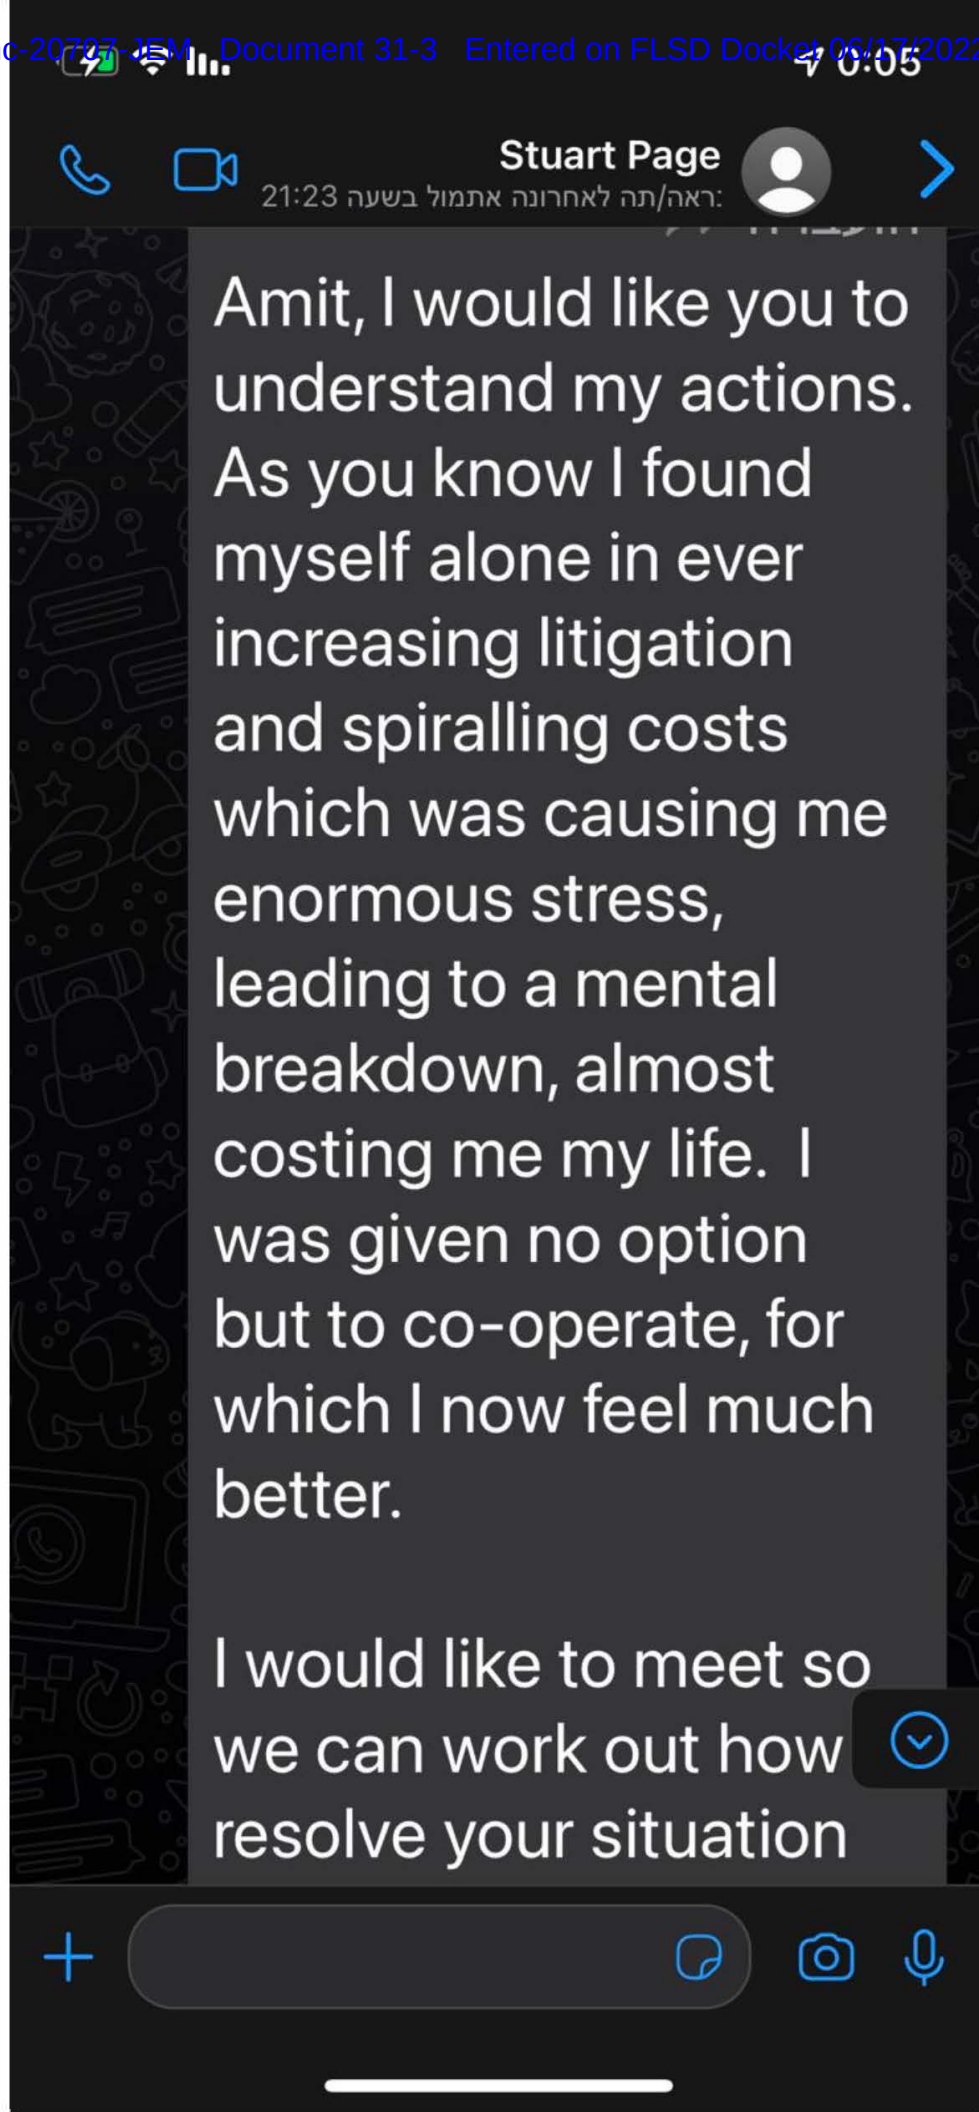 c-20707-JEM Document 31-3 Entered on FLSD Docket 06/17/2022
0:05
Stuart Page
נראה/תה לאחרונה אתמול בשעה 21:23
Amit, I would like you to
understand my actions.
As you know I found
myself alone in ever
increasing litigation
and spiralling costs
which was causing me
enormous stress,
leading to a mental
breakdown, almost
costing me my life. I
was given no option
but to co-operate, for
which I now feel much
better.
I would like to meet so
we can work out how
resolve your situation